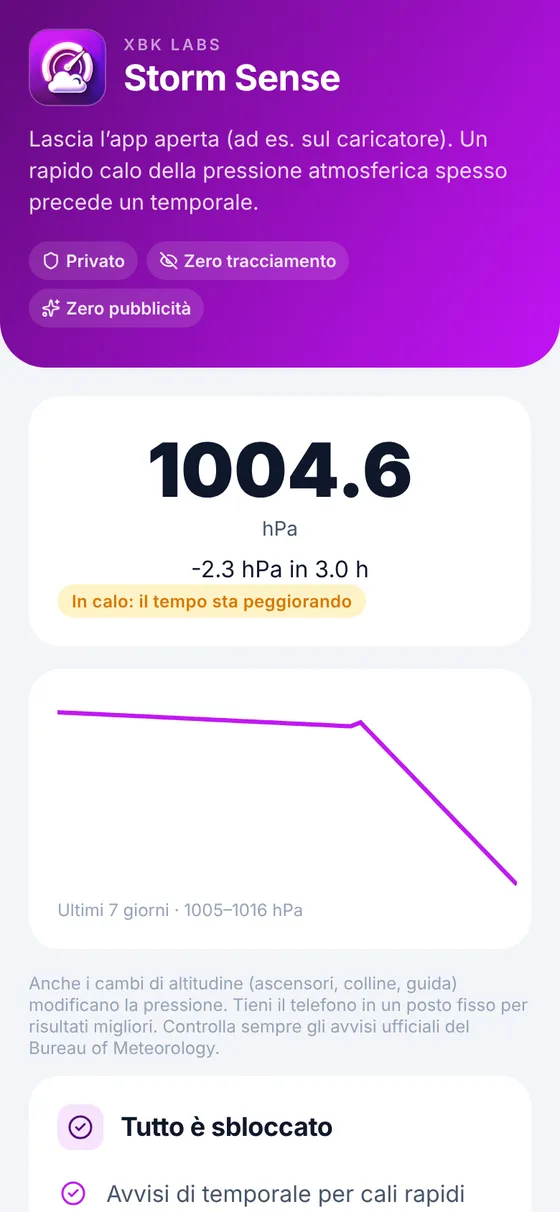 XBK LABS
Storm Sense
Lascia l’app aperta (ad es. sul caricatore). Un
rapido calo della pressione atmosferica spesso
precede un temporale.
Privato
Zero tracciamento
Zero pubblicità
1004.6
hPa
-2.3 hPa in 3.0 h
In calo: il tempo sta peggiorando
Ultimi 7 giorni · 1005–1016 hPa
Anche i cambi di altitudine (ascensori, colline, guida)
modificano la pressione. Tieni il telefono in un posto fisso per
risultati migliori. Controlla sempre gli avvisi ufficiali del
Bureau of Meteorology.
Tutto è sbloccato
Avvisi di temporale per cali rapidi